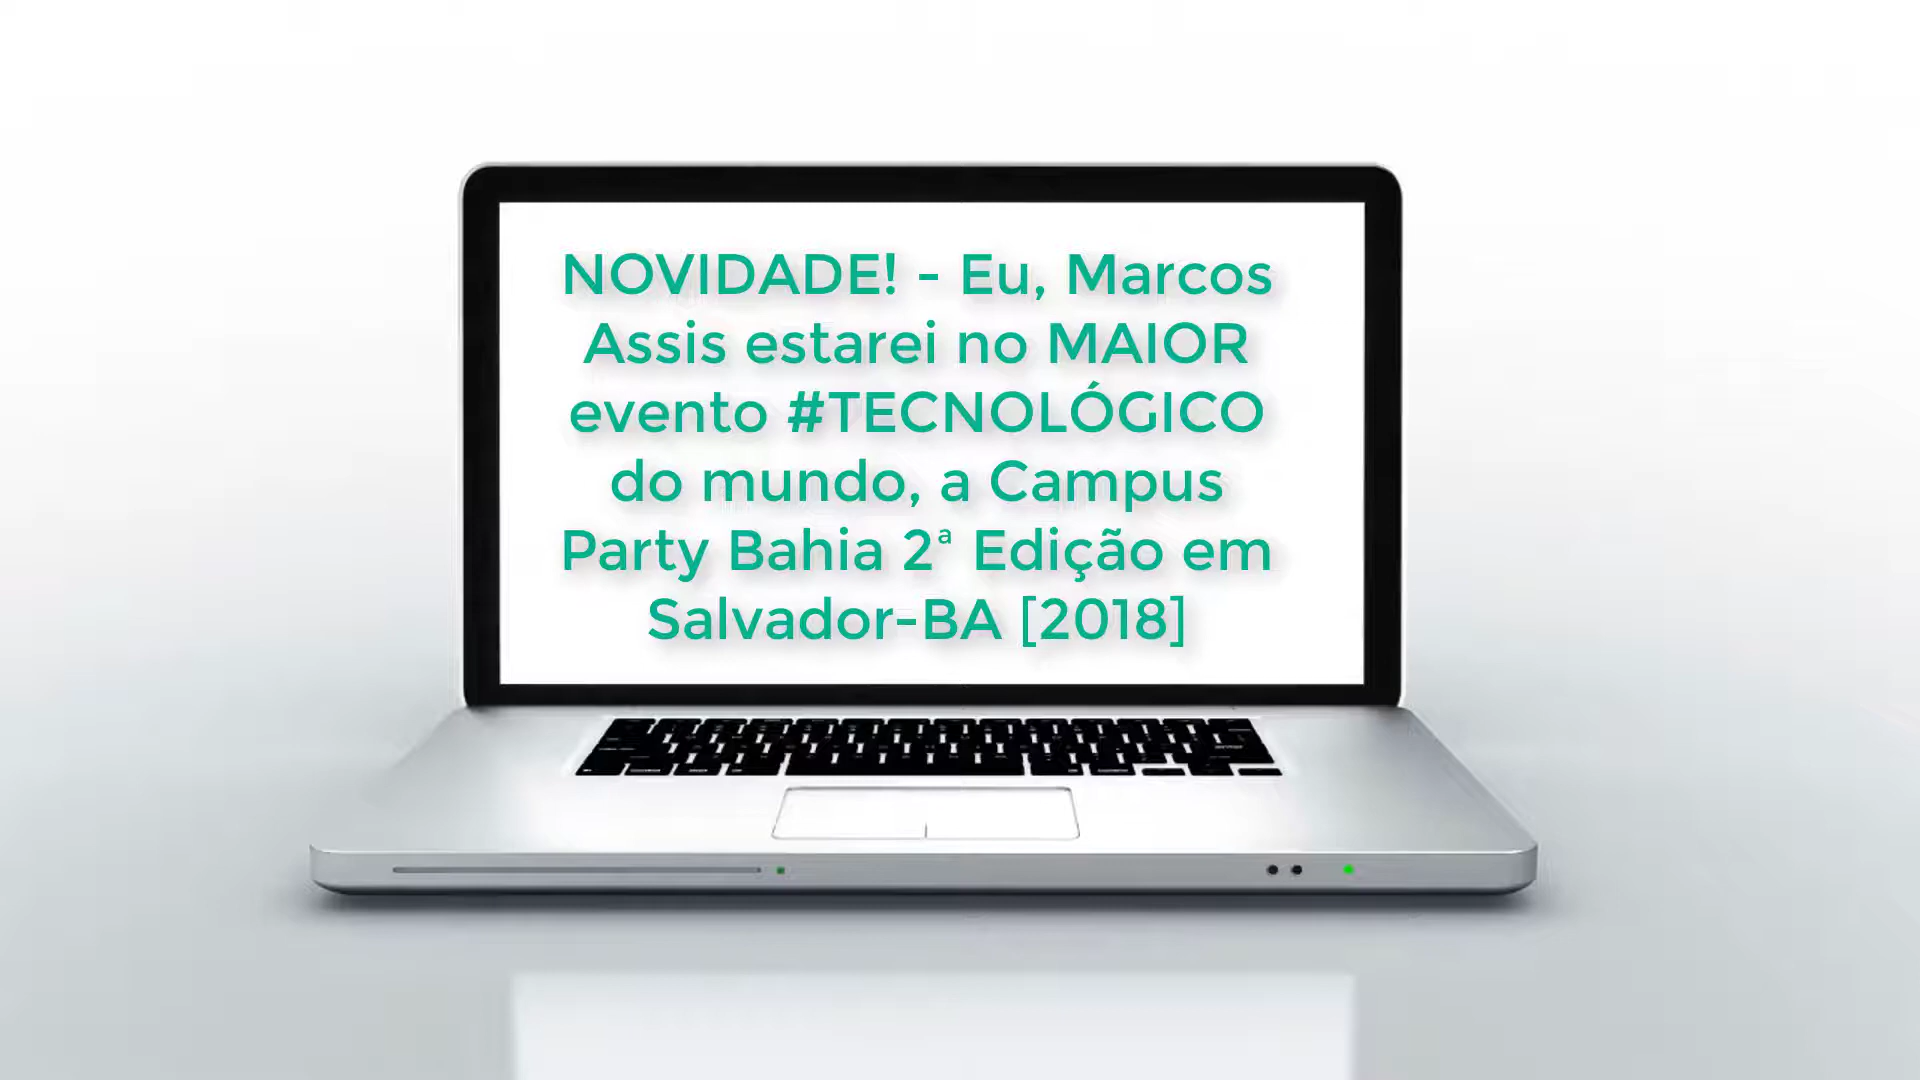 NOVIDADE! - Eu, Marcos
Assis estarei no MAIOR
evento #TECNOLÓGICO
do mundo, a Campus
Party Bahia 2ª Edição em
Salvador-BA [2018]